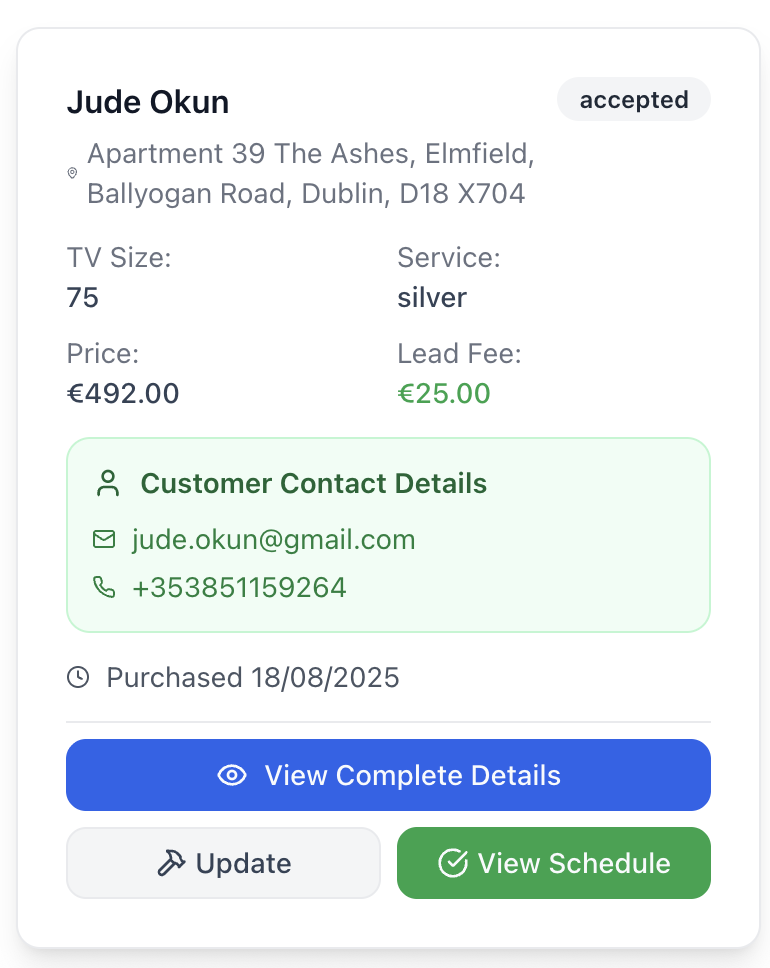 Jude Okun
accepted
Apartment 39 The Ashes, Elmfield,
Ballyogan Road, Dublin, D18 X704
TV Size:
75
Service:
silver
Price:
€492.00
Lead Fee:
€25.00
Customer Contact Details
jude.okun@gmail.com
+353851159264
Purchased 18/08/2025
View Complete Details
Update
View Schedule